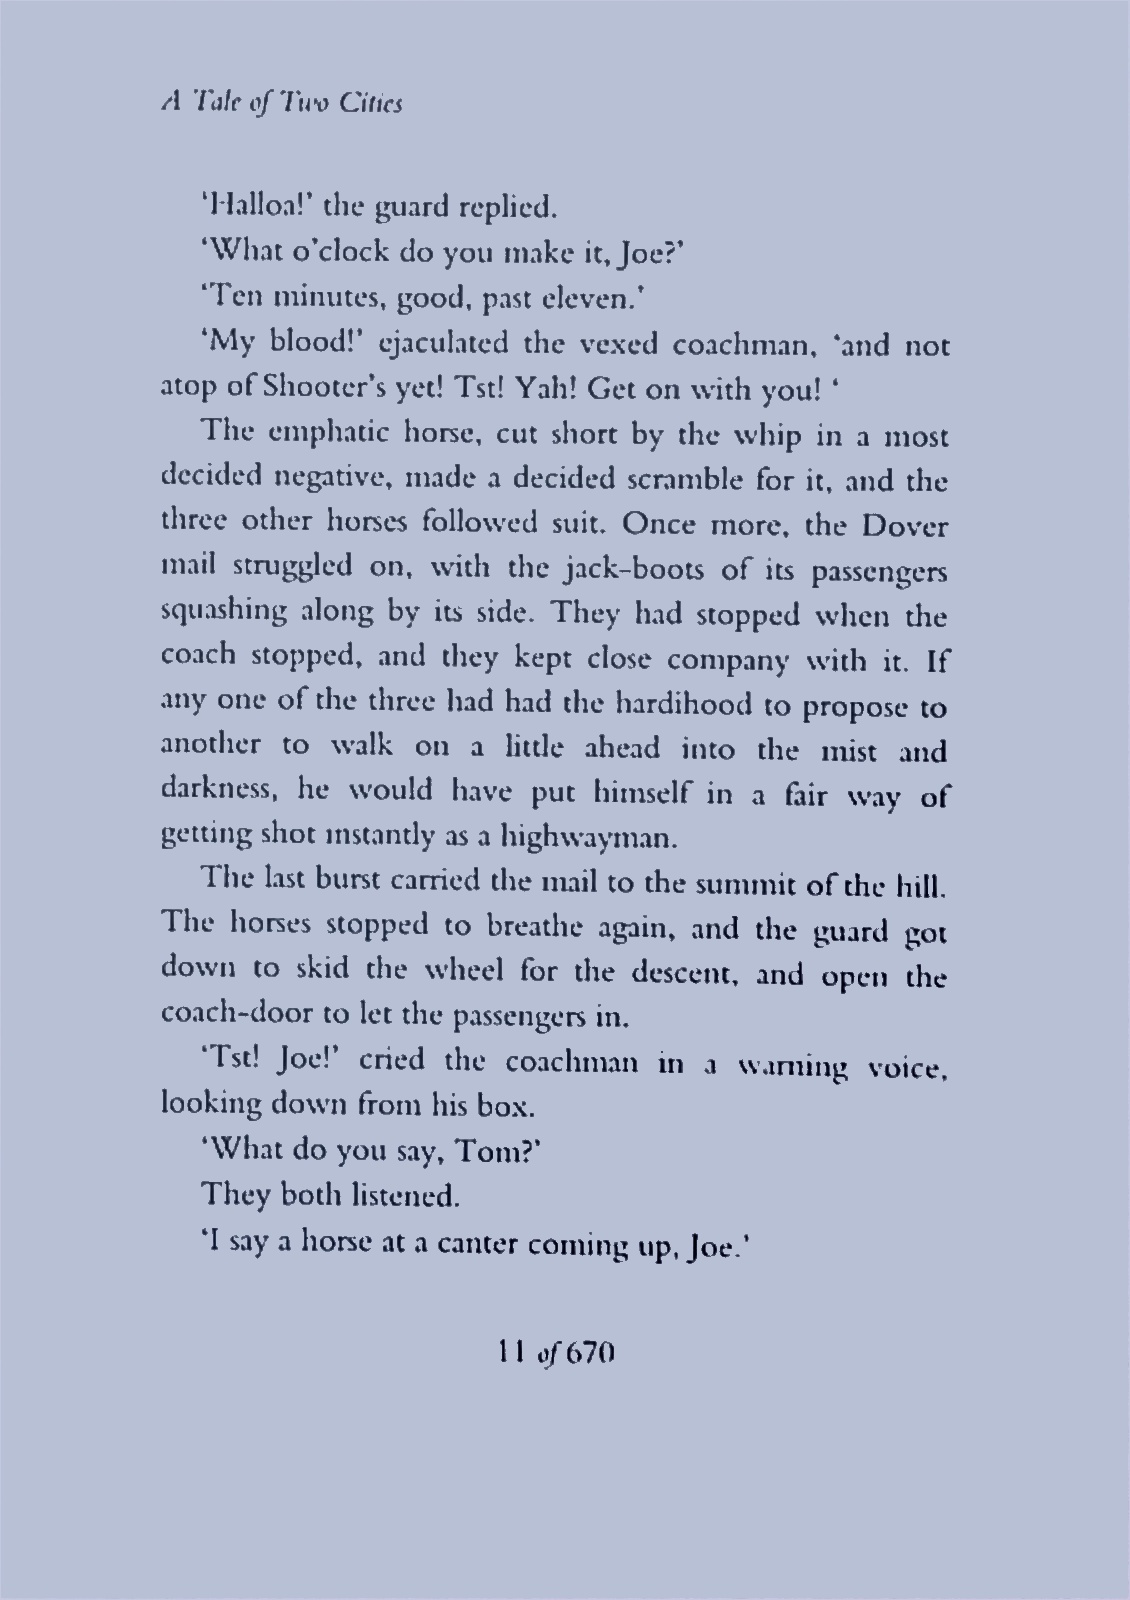 A Tale of Two Cities
‘Halloa!’ the guard replied.
‘What o’clock do you make it, Joe?’
‘Ten minutes, good, past eleven.’
‘My blood!’ ejaculated the vexed coachman, ‘and not
atop of Shooter’s yet! Tst! Yah! Get on with you! ‘
The emphatic horse, cut short by the whip in a most
decided negative, made a decided scramble for it, and the
three other horses followed suit. Once more, the Dover
mail struggled on, with the jack-boots of its passengers
squashing along by its side. They had stopped when the
coach stopped, and they kept close company with it. If
any one of the three had had the hardihood to propose to
another to walk on a little ahead into the mist and
darkness, he would have put himself in a fair way of
getting shot instantly as a highwayman.
The last burst carried the mail to the summit of the hill.
The horses stopped to breathe again, and the guard got
down to skid the wheel for the descent, and open the
coach-door to let the passengers in.
‘Tst! Joe!’ cried the coachman in a warning voice,
looking down from his box.
‘What do you say, Tom?’
They both listened.
‘I say a horse at a canter coming up, Joe.’
11 of 670